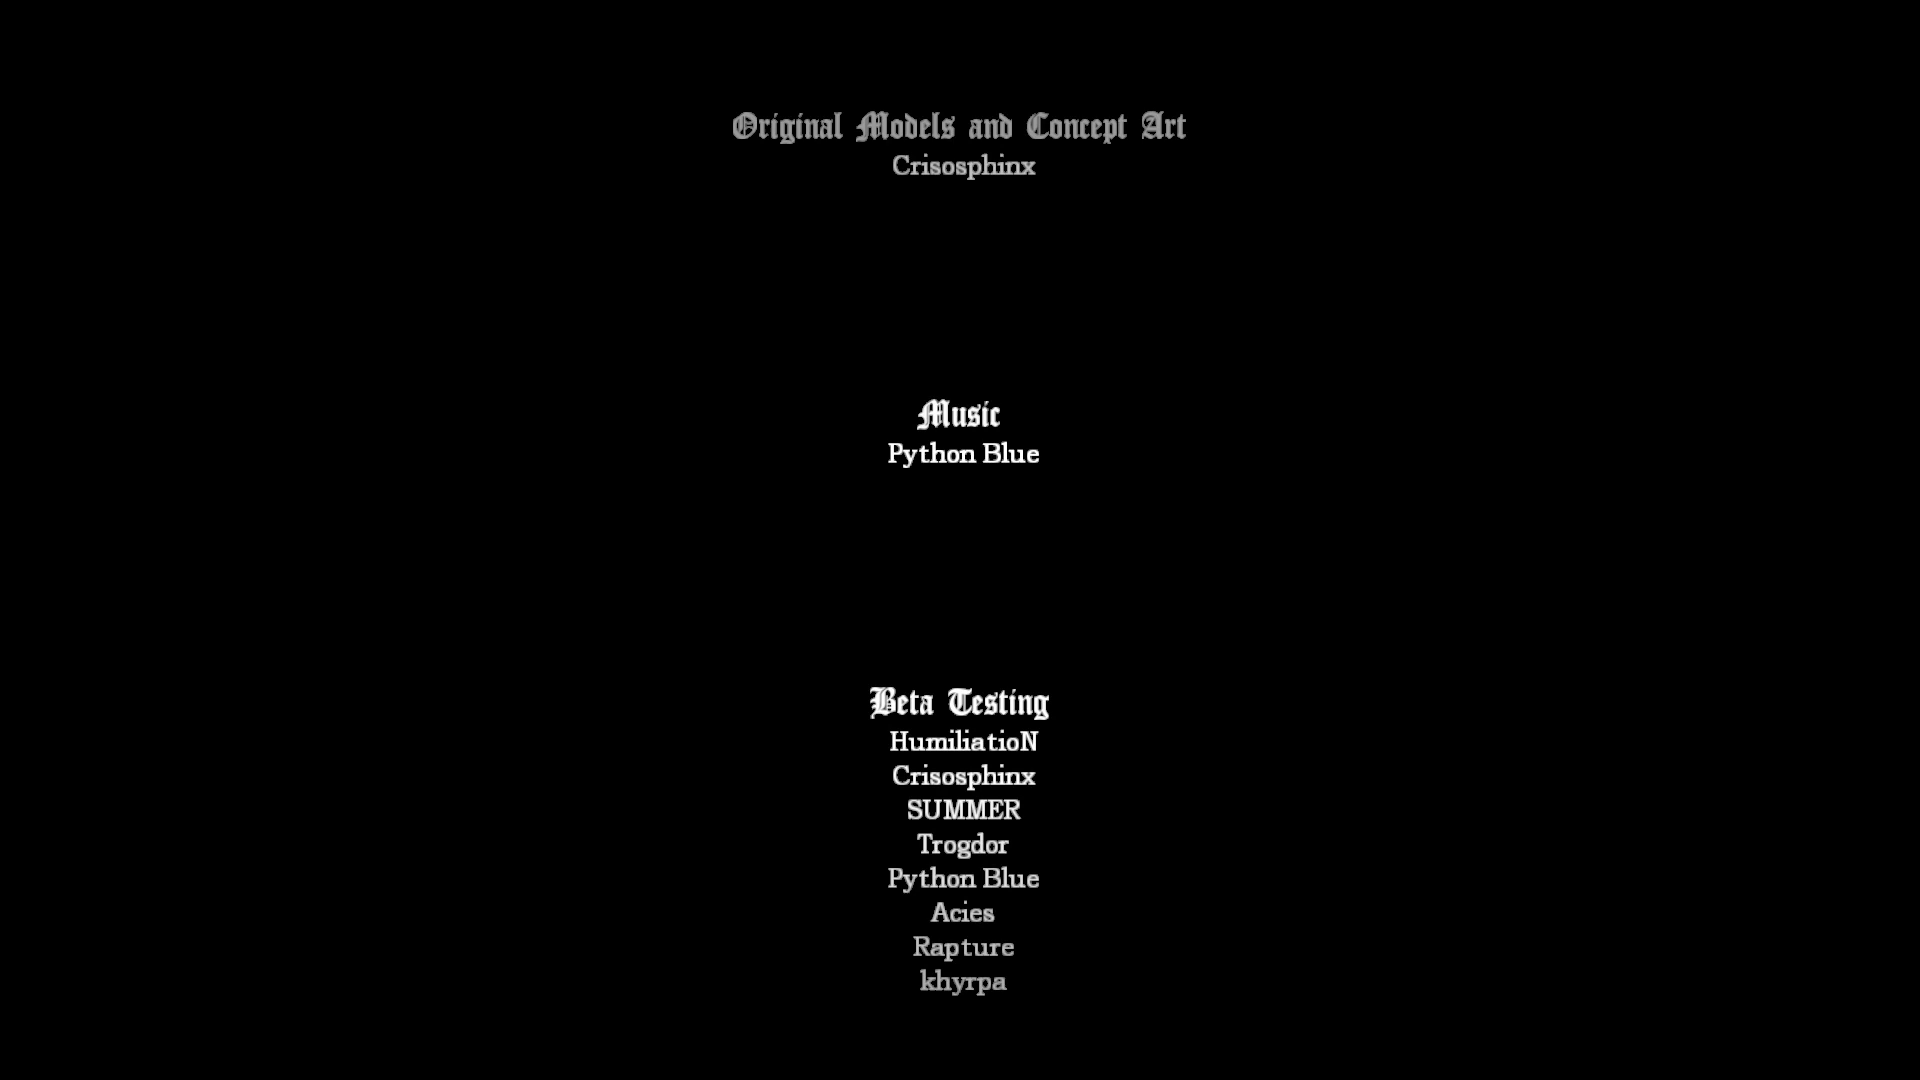 Original Models and Concept Art
Crisosphinx
Music
Python Blue
Beta Testing
HumiliatioN
Crisosphinx
SUMMER
Trogdor
Python Blue
Acies
Rapture
khyrpa